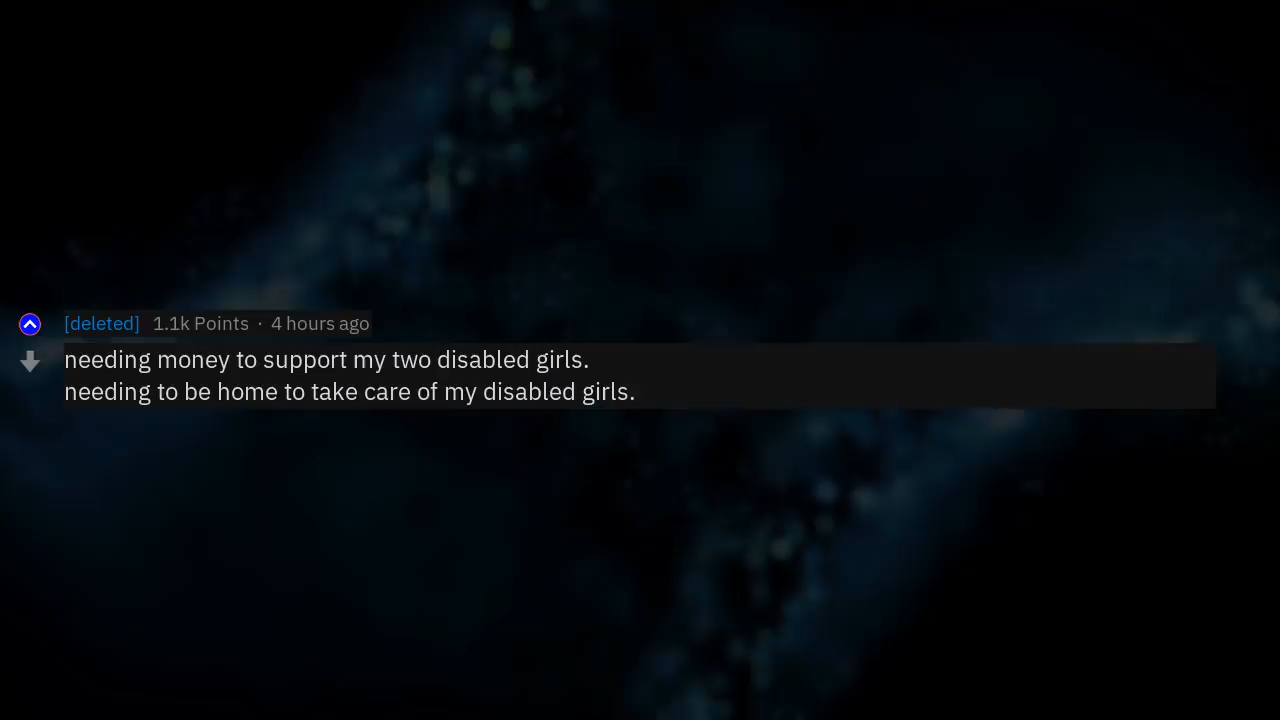 [deleted] 1.1k Points · 4 hours ago
needing money to support my two disabled girls.
needing to be home to take care of my disabled girls.